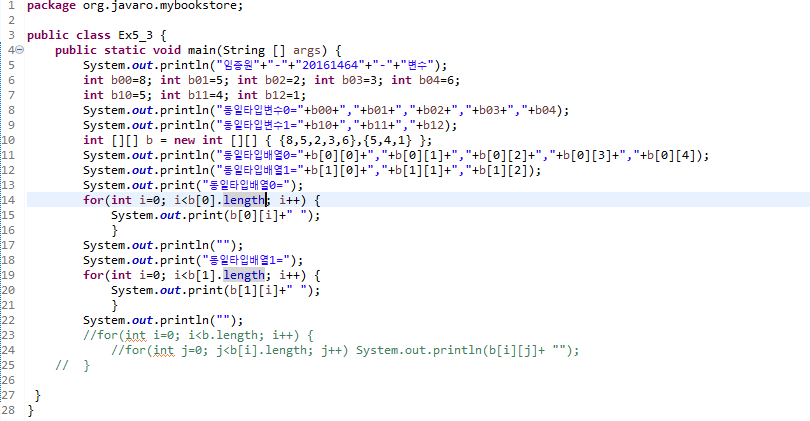 1 package org.javaro.mybookstore;
2
3 public class Ex5_3 {
4 public static void main(String [] args) {
5 System.out.println("임종원"+"-"+"20161464"+"-"+"변수");
6 int b00=8; int b01=5; int b02=2; int b03=3; int b04=6;
7 int b10=5; int b11=4; int b12=1;
8 System.out.println("동일타입변수0="+b00+","+b01+","+b02+","+b03+","+b04);
9 System.out.println("동일타입변수1="+b10+","+b11+","+b12);
10 int [][] b = new int [][] { {8,5,2,3,6},{5,4,1} };
11 System.out.println("동일타입배열0="+b[0][0]+","+b[0][1]+","+b[0][2]+","+b[0][3]+","+b[0][4]);
12 System.out.println("동일타입배열1="+b[1][0]+","+b[1][1]+","+b[1][2]);
13 System.out.print("동일타입배열0=");
14 for(int i=0; i<b[0].length; i++) {
15 System.out.print(b[0][i]+" ");
16 }
17 System.out.println("");
18 System.out.print("동일타입배열1=");
19 for(int i=0; i<b[1].length; i++) {
20 System.out.print(b[1][i]+" ");
21 }
22 System.out.println("");
23 //for(int i=0; i<b.length; i++) {
24 //for(int j=0; j<b[i].length; j++) System.out.println(b[i][j]+ "");
25 // }
26
27 }
28 }